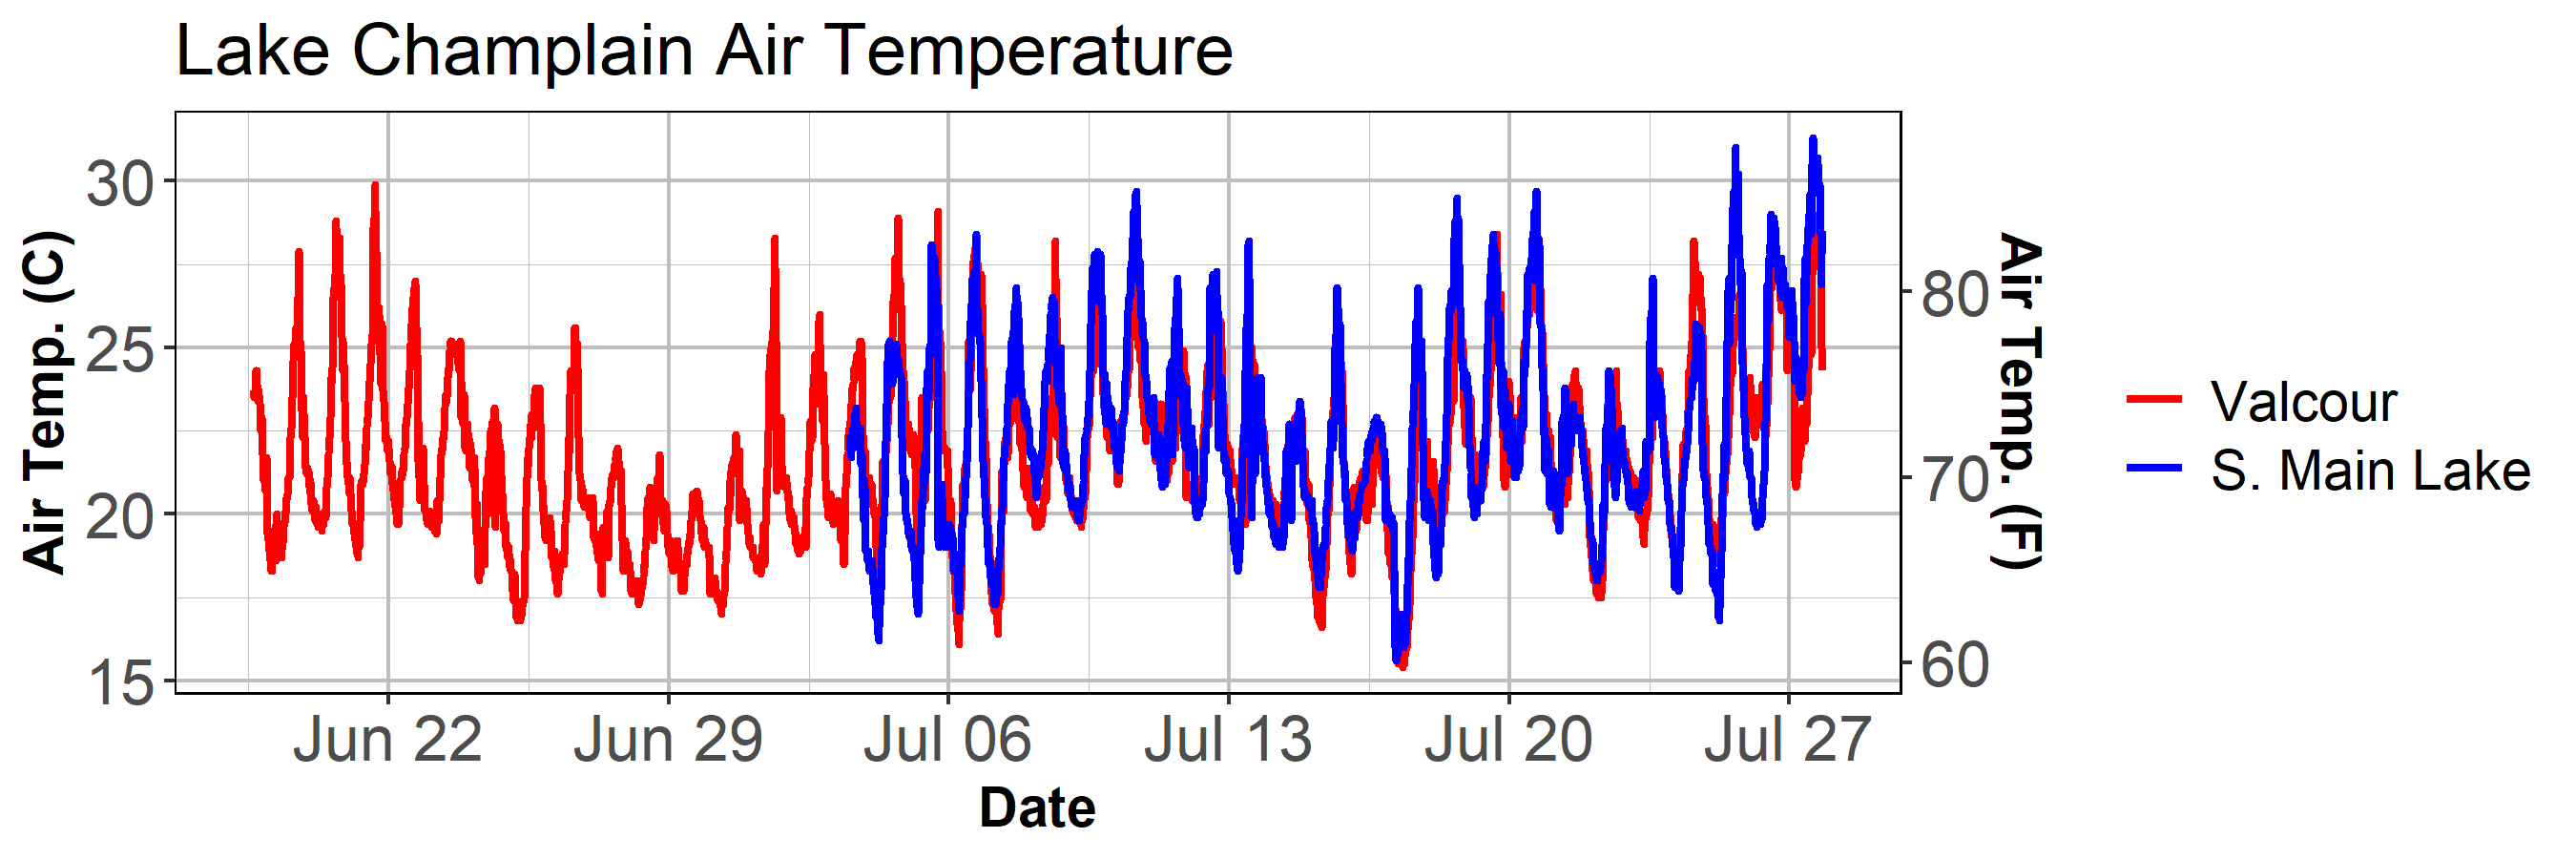 Lake Champlain Air Temperature
Air Temp. (C)
30
25
20
15
Air Temp. (F)
80
70
60
Jun 22
Jun 29
Jul 06
Jul 13
Jul 20
Jul 27
Date
Valcour
S. Main Lake